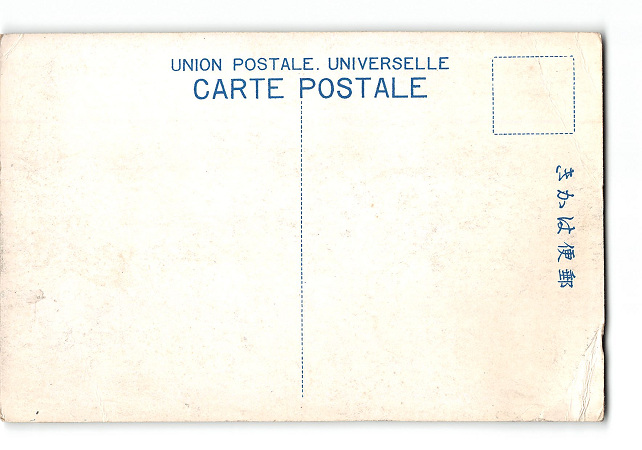 UNION POSTALE. UNIVERSELLE
CARTE POSTALE
郵便はかき